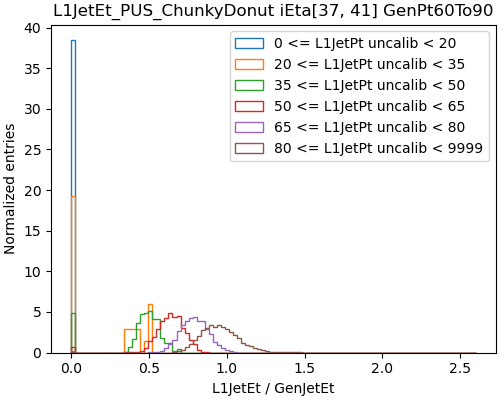 L1JetEt_PUS_ChunkyDonut iEta[37, 41] GenPt60To90
0 <= L1JetPt uncalib < 20
20 <= L1JetPt uncalib < 35
35 <= L1JetPt uncalib < 50
50 <= L1JetPt uncalib < 65
65 <= L1JetPt uncalib < 80
80 <= L1JetPt uncalib < 9999
Normalized entries
40
35
30
25
20
15
10
5
0
0.0 0.5 1.0 1.5 2.0 2.5
L1JetEt / GenJetEt